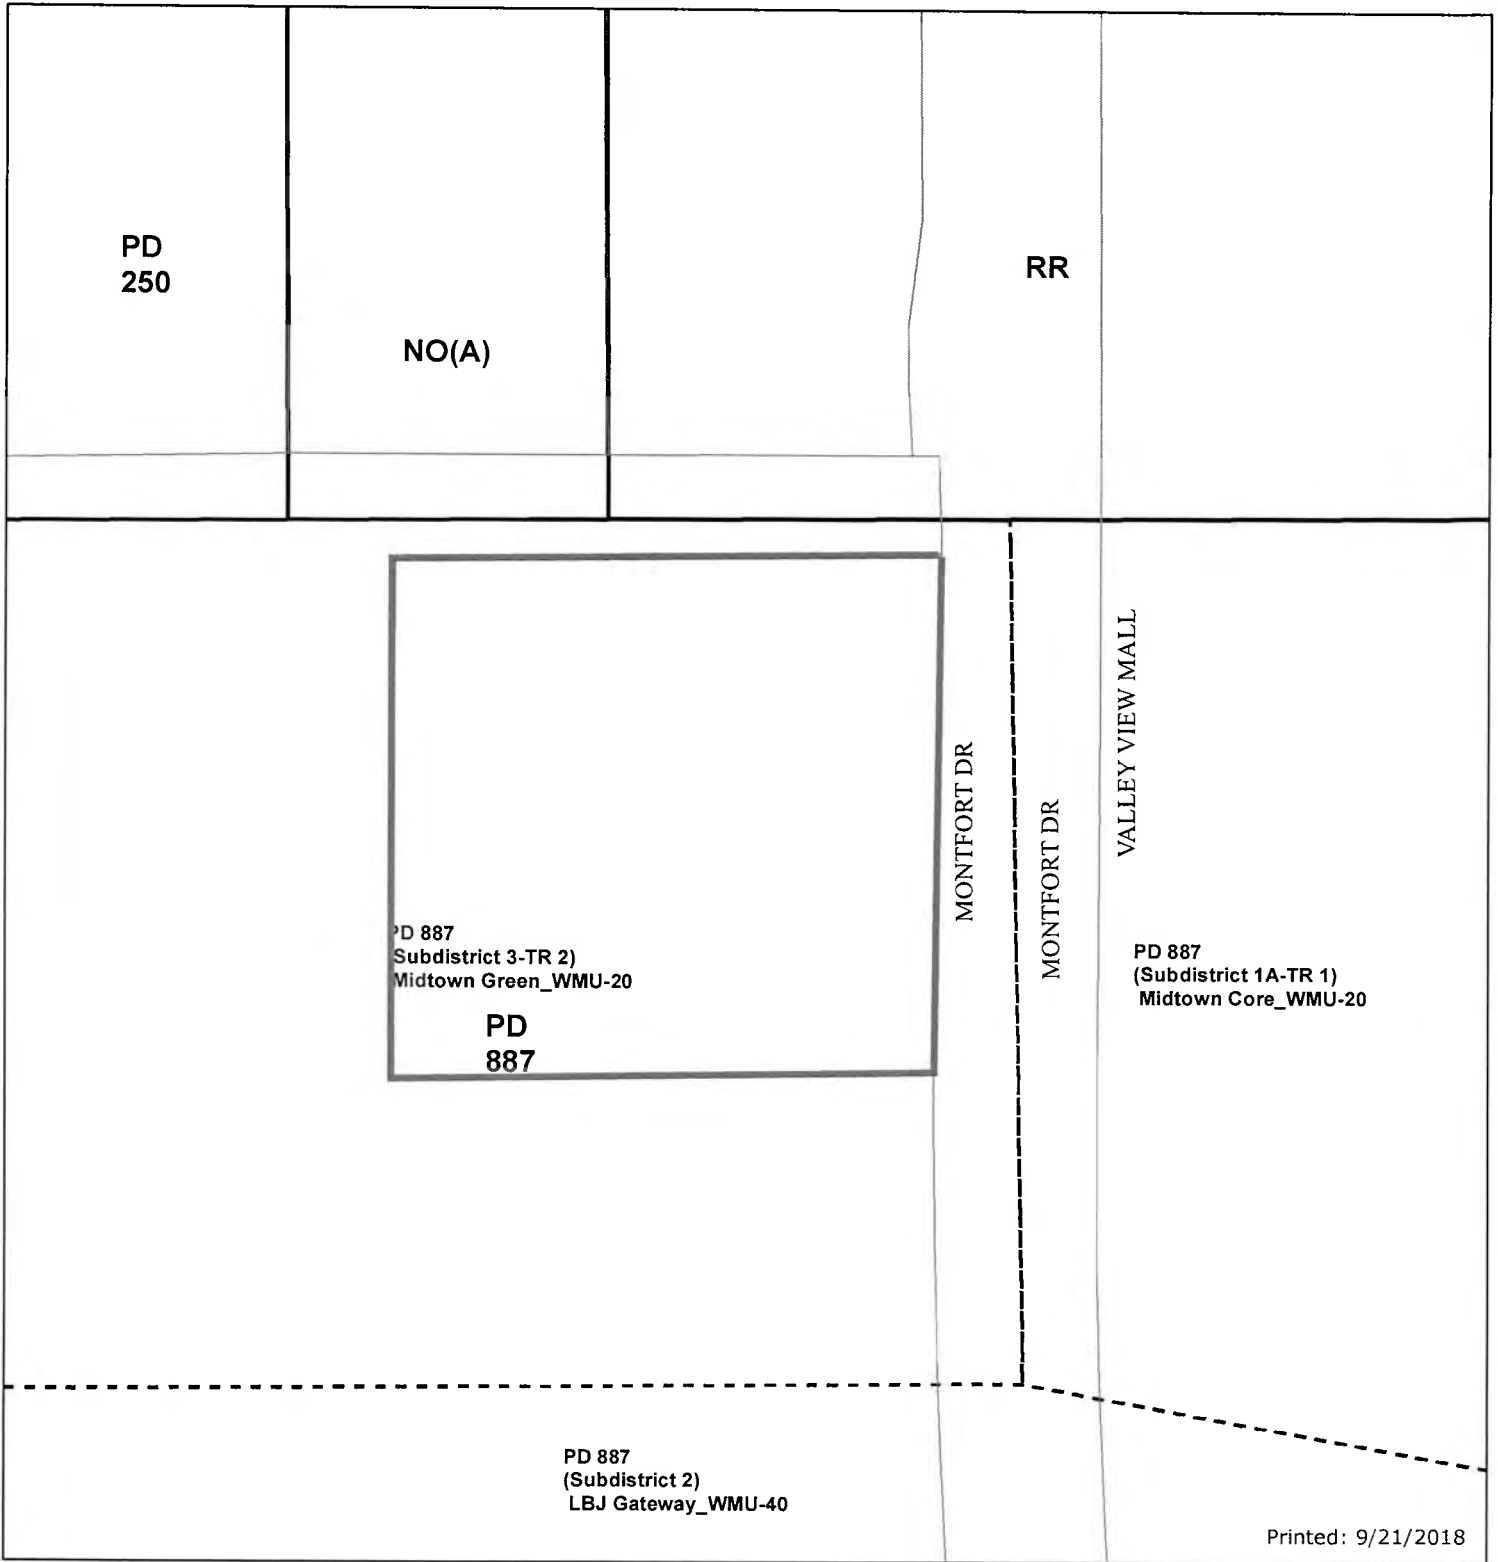 PD
250
RR
NO(A)
MONTFORT DR
MONTFORT DR
VALLEY VIEW MALL
PD 887
Subdistrict 3-TR 2)
Midtown Green_WMU-20
PD
887
PD 887
(Subdistrict 1A-TR 1)
Midtown Core_WMU-20
PD 887
(Subdistrict 2)
LBJ Gateway_WMU-40
Printed: 9/21/2018